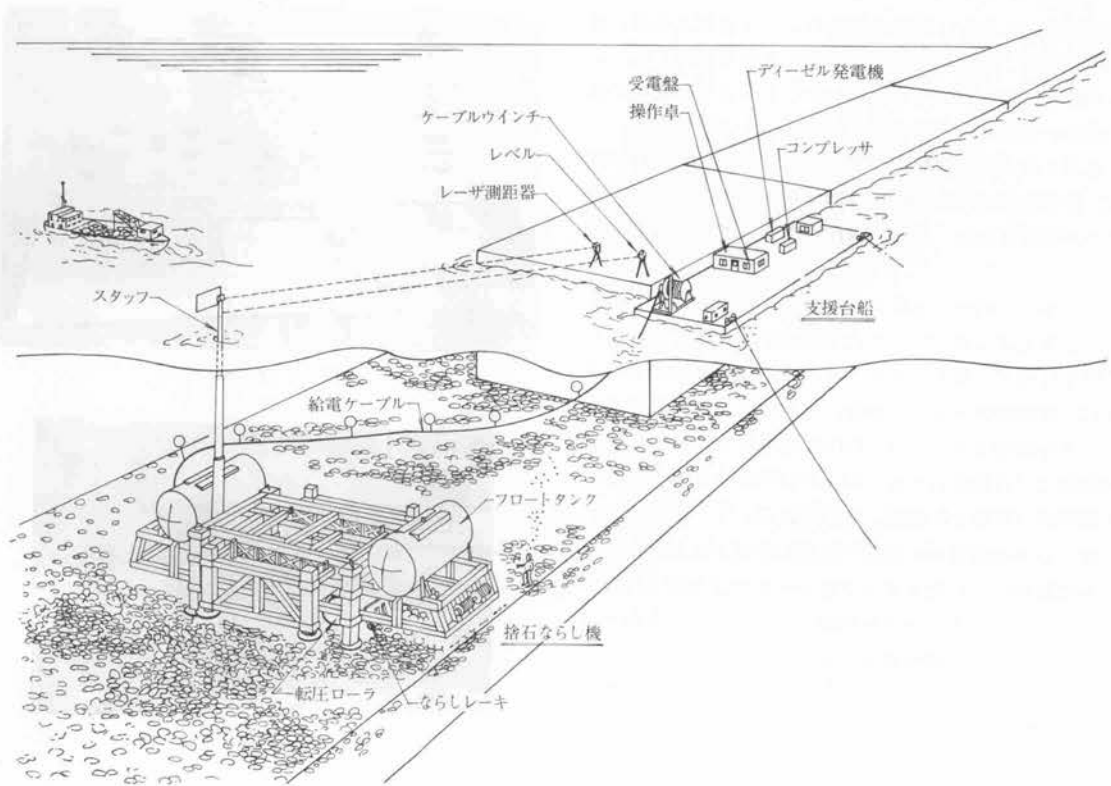 ディーゼル発電機
受電盤
操作卓
ケーブルウインチ
コンプレッサ
レベル
レーザ測距器
スタッフ
支援台船
給電ケーブル
フロートタンク
捨石ならし機
転圧ローラ
ならしレーキ